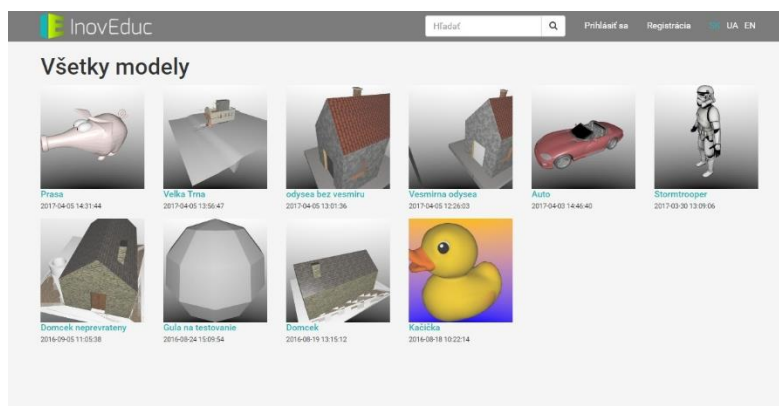 InovEduc
Hľadať
Prihlásiť sa
Registrácia
SK UA EN
Všetky modely
Prasa
2017-04-05 14:31:44
Velka Trna
2017-04-05 13:56:47
odysea bez vesmiru
2017-04-05 13:01:36
Vesmirna odysea
2017-04-05 12:26:03
Auto
2017-04-03 14:46:40
Stormtrooper
2017-03-30 13:09:06
Domcek neprevrateny
2016-09-05 11:05:38
Gula na testovanie
2016-08-24 15:09:54
Domcek
2016-08-19 13:15:12
Kačička
2016-08-18 10:22:14